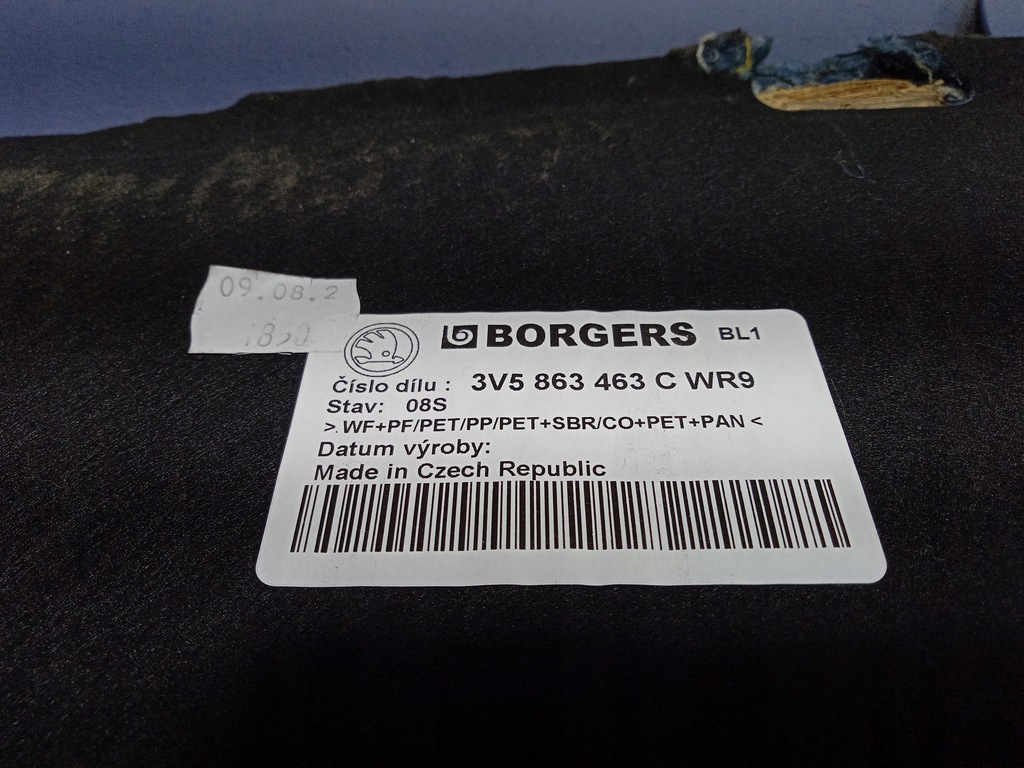 09.08.2
1850
BORGERS BL1
Číslo dílu : 3V5 863 463 C WR9
Stav: 08S
> WF+PF/PET/PP/PET+SBR/CO+PET+PAN <
Datum výroby:
Made in Czech Republic